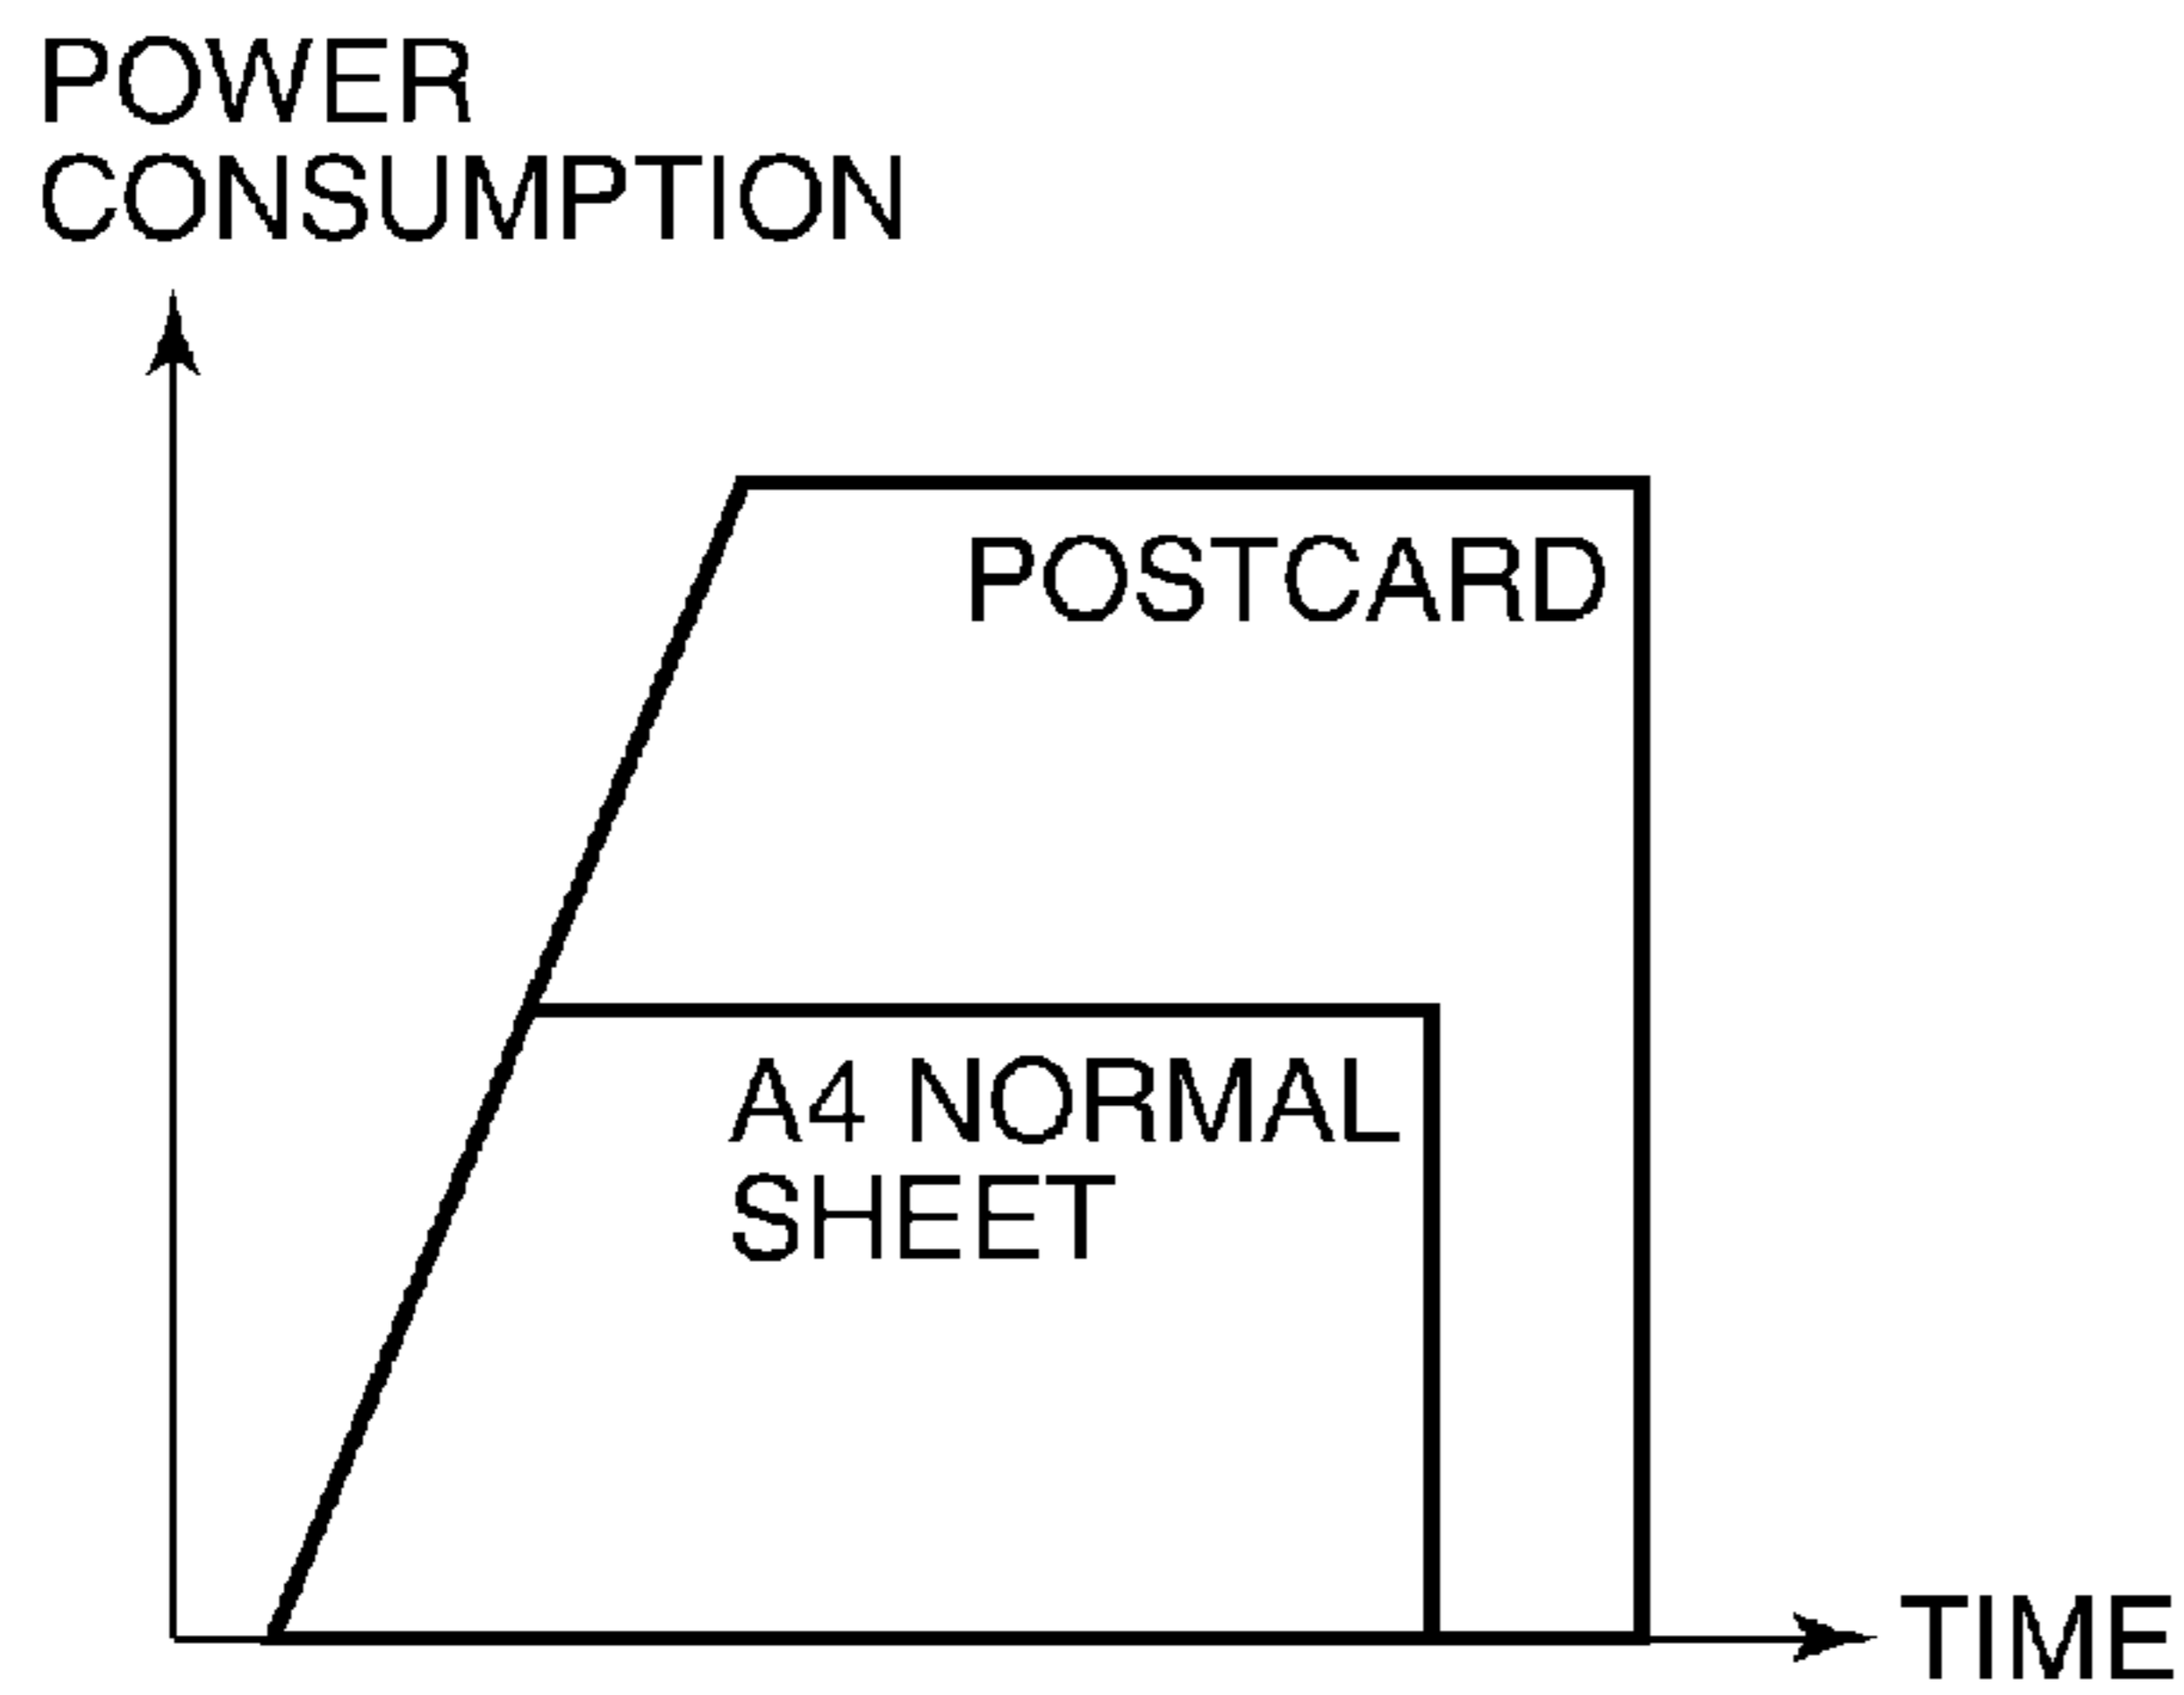 POWER
CONSUMPTION
POSTCARD
A4 NORMAL
SHEET
TIME